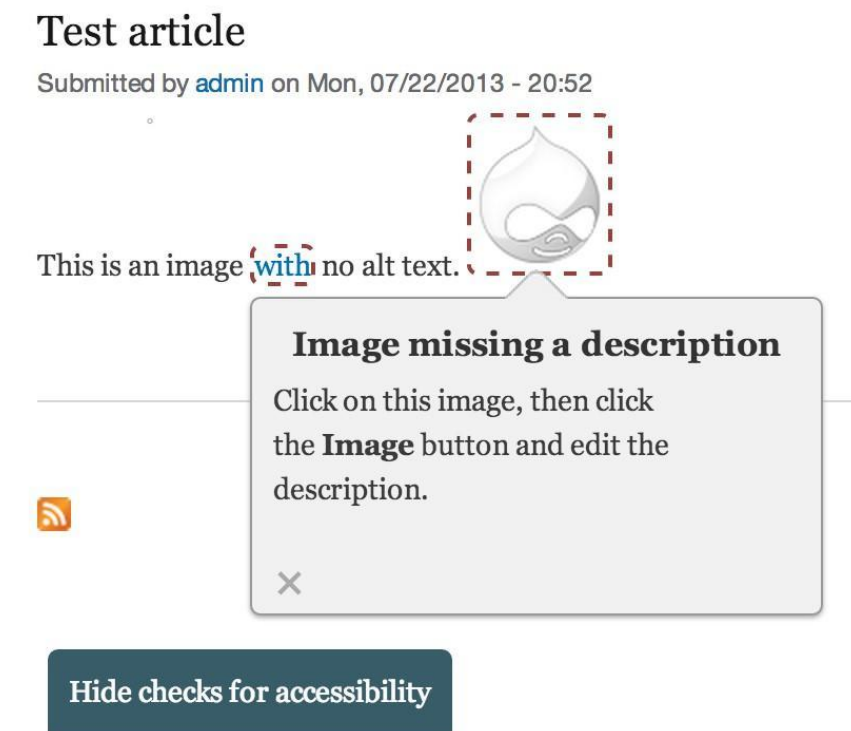 Test article
Submitted by admin on Mon, 07/22/2013 - 20:52
This is an image with no alt text.
Image missing a description
Click on this image, then click
the Image button and edit the
description.
×
Hide checks for accessibility